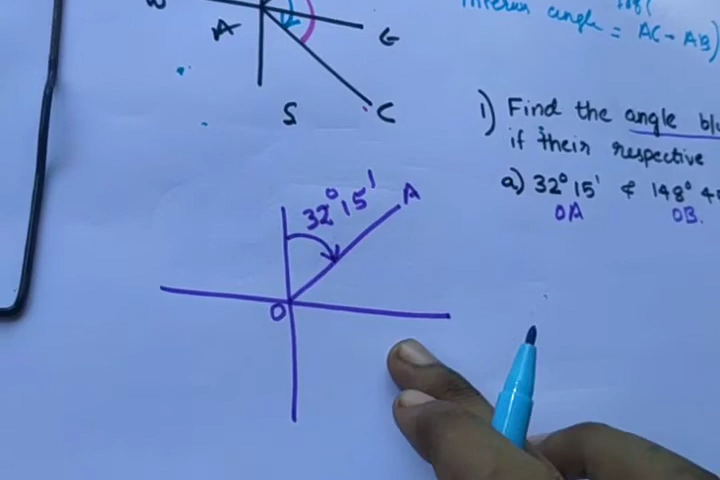 angle = AC - AB)
A
E
S
C
1) Find the angle
if their respective
a) 32°15' & 148°
OA
OB.
32°15'
A
O